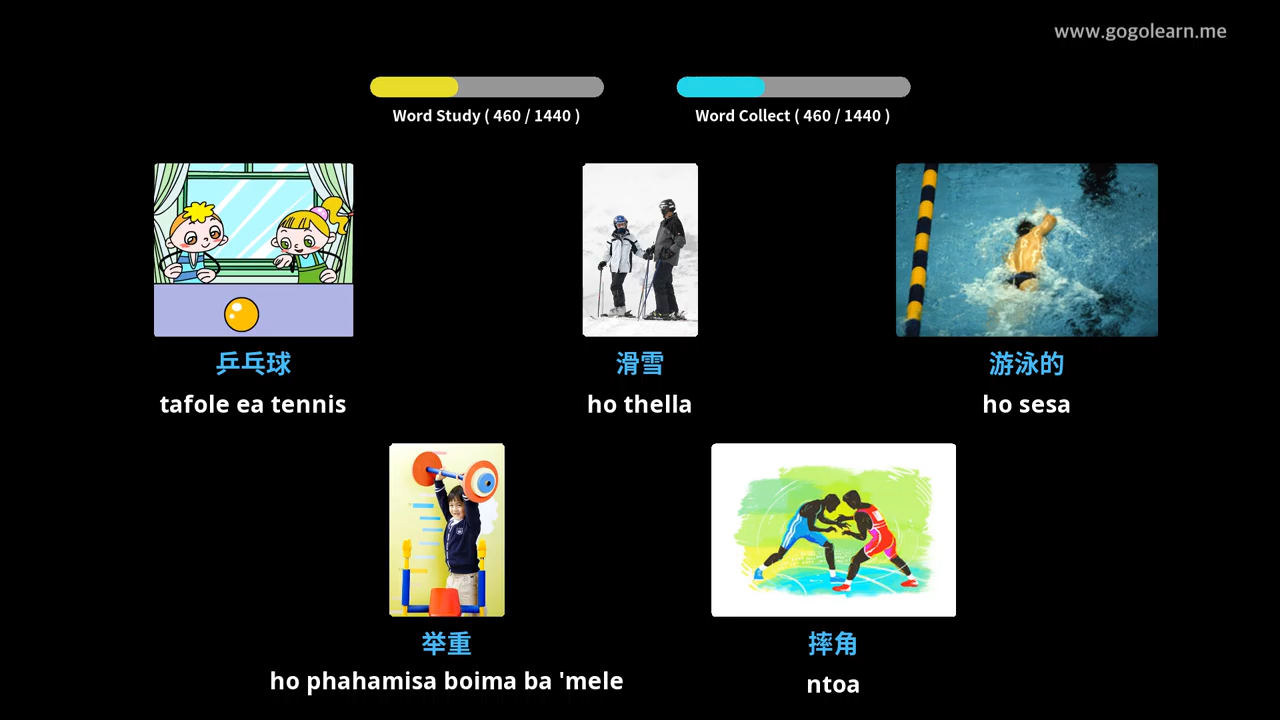 www.gogolearn.me
Word Study ( 460 / 1440 )
Word Collect ( 460 / 1440 )
乒乓球
滑雪
游泳的
tafole ea tennis
ho thella
ho sesa
举重
摔角
ho phahamisa boima ba 'mele
ntoa